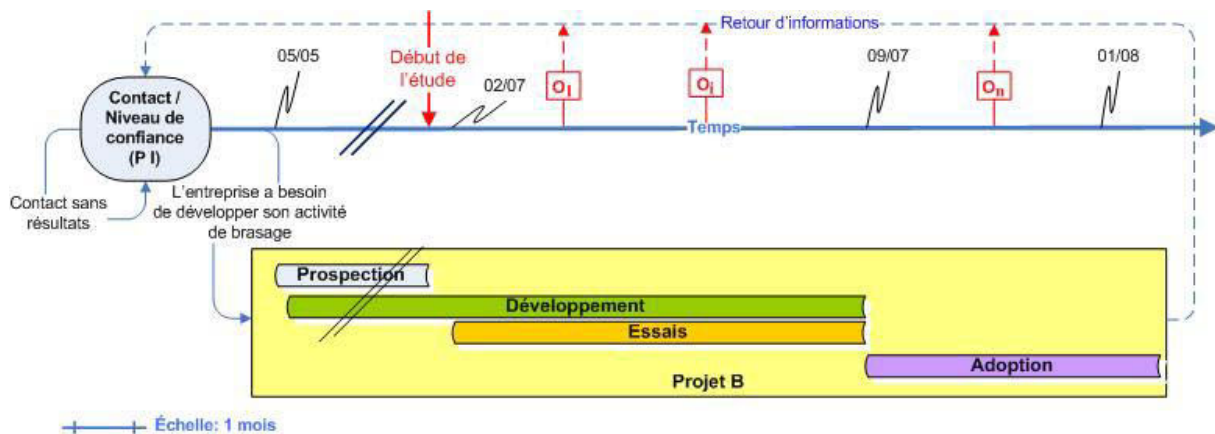 Retour d'informations
05/05
Début de
l'étude
02/07
O1
Oi
09/07
On
01/08
Contact /
Niveau de
confiance
(P I)
Temps
Contact sans
résultats
L'entreprise a besoin
de développer son activité
de brasage
Prospection
Développement
Essais
Adoption
Projet B
Échelle: 1 mois